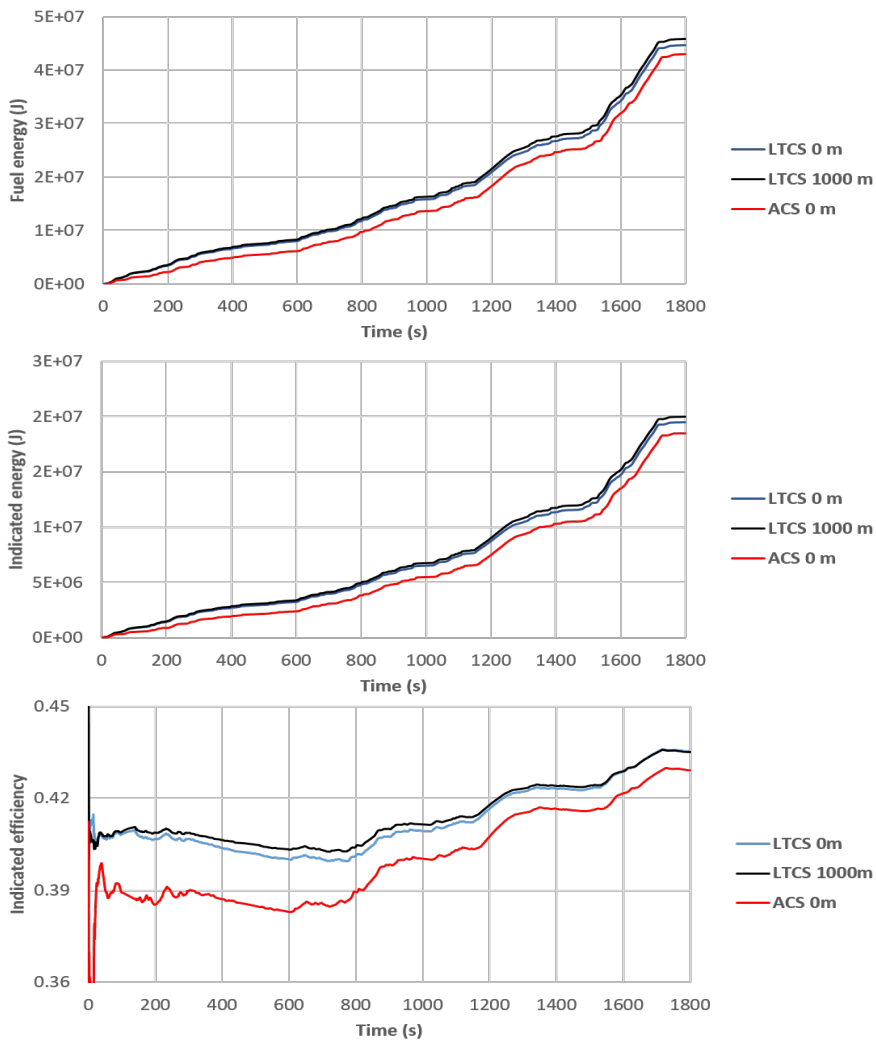 Fuel energy (J)
5E+07
4E+07
3E+07
2E+07
1E+07
0E+00
0 200 400 600 800 1000 1200 1400 1600 1800
Time (s)
LTCS 0 m
LTCS 1000 m
ACS 0 m
Indicated energy (J)
3E+07
2E+07
2E+07
1E+07
5E+06
0E+00
0 200 400 600 800 1000 1200 1400 1600 1800
Time (s)
LTCS 0 m
LTCS 1000 m
ACS 0 m
Indicated efficiency
0.45
0.42
0.39
0.36
0 200 400 600 800 1000 1200 1400 1600 1800
Time (s)
LTCS 0m
LTCS 1000m
ACS 0m